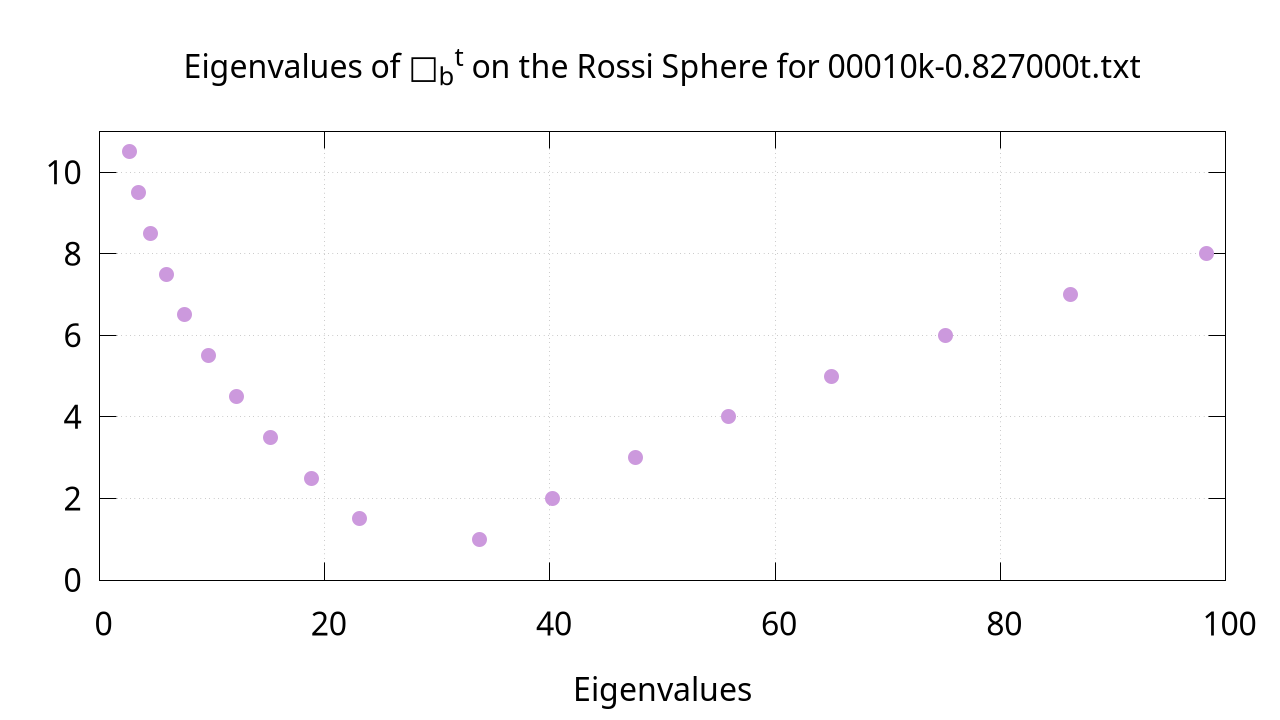 Eigenvalues of □_b^t on the Rossi Sphere for 00010k-0.827000t.txt
10
8
6
4
2
0
0 20 40 60 80 100
Eigenvalues